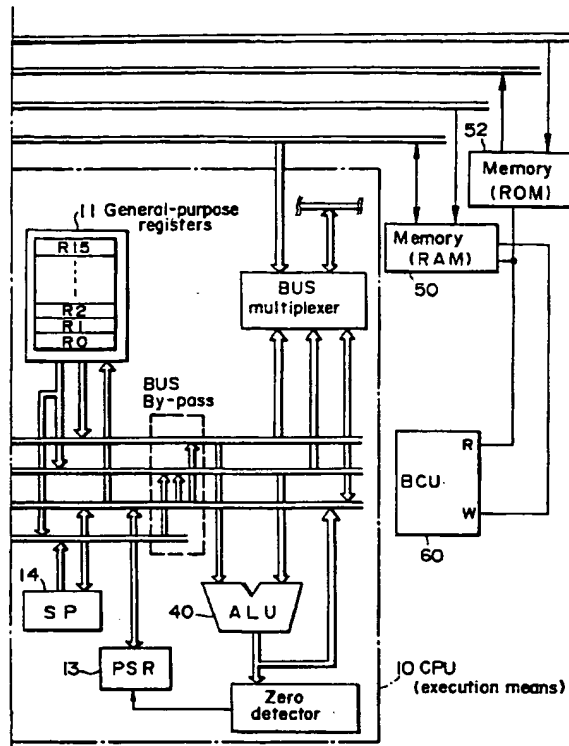 52
Memory
(ROM)
11 General-purpose
registers
R15
R2
R1
R0
Memory
(RAM)
50
BUS
multiplexer
BUS
By-pass
R
BCU
W
60
14
SP
40
ALU
13
PSR
10 CPU
(execution means)
Zero
detector